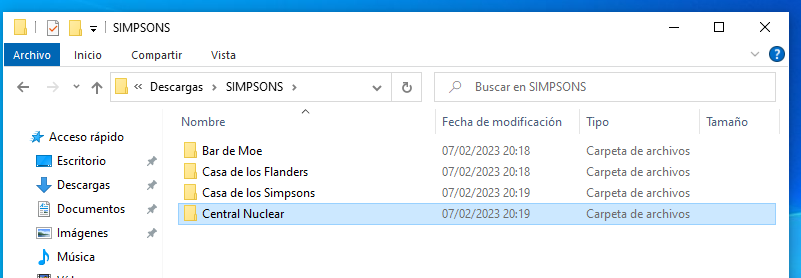 SIMPSONS
Archivo Inicio Compartir Vista
Descargas SIMPSONS Buscar en SIMPSONS
Nombre Fecha de modificación Tipo Tamaño
Acceso rápido
Escritorio
Descargas
Documentos
Imágenes
Música
Bar de Moe 07/02/2023 20:18 Carpeta de archivos
Casa de los Flanders 07/02/2023 20:18 Carpeta de archivos
Casa de los Simpsons 07/02/2023 20:19 Carpeta de archivos
Central Nuclear 07/02/2023 20:19 Carpeta de archivos